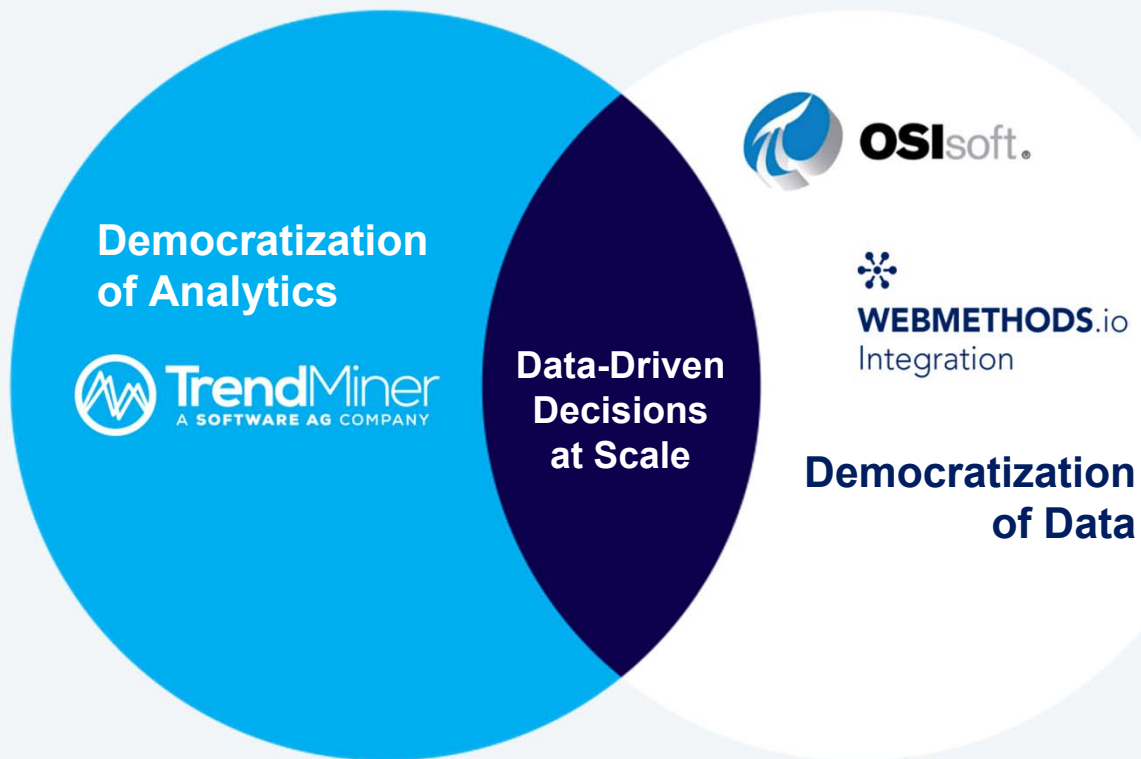 Democratization
of Analytics
TrendMiner
A SOFTWARE AG COMPANY
Data-Driven
Decisions
at Scale
OSIsoft.®
WEBMETHODS.io
Integration
Democratization
of Data